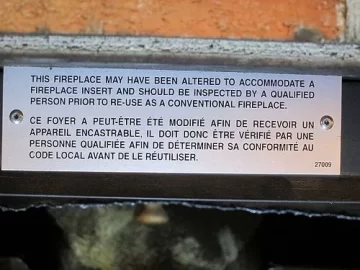 THIS FIREPLACE MAY HAVE BEEN ALTERED TO ACCOMMODATE A
FIREPLACE INSERT AND SHOULD BE INSPECTED BY A QUALIFIED
PERSON PRIOR TO RE-USE AS A CONVENTIONAL FIREPLACE.
CE FOYER A PEUT-ÊTRE ÉTÉ MODIFIÉ AFIN DE RECEVOIR UN
APPAREIL ENCASTRABLE, IL DOIT DONC ÊTRE VÉRIFIÉ PAR UNE
PERSONNE QUALIFIÉE AFIN DE DÉTERMINER SA CONFORMITÉ AU
CODE LOCAL AVANT DE LE RÉUTILISER.
27009